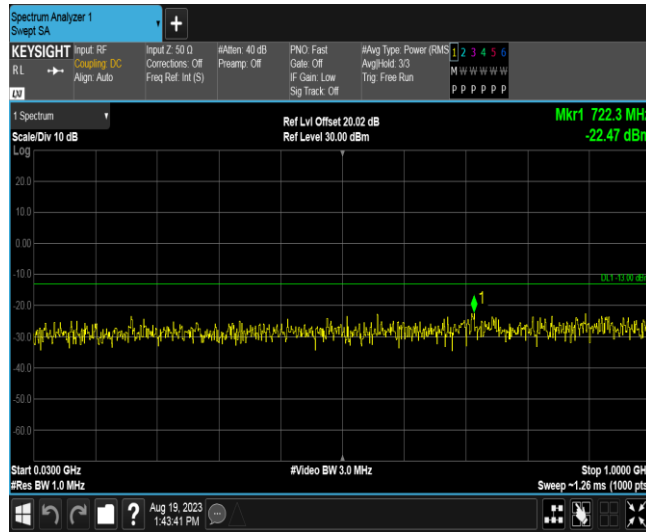 Spectrum Analyzer 1
Swept SA
+
KEYSIGHT Input: RF Input Z: 50 Ω #Atten: 40 dB PNO: Fast #Avg Type: Power (RMS 1 2 3 4 5 6
RL Coupling: DC Corrections: Off Preamp: Off Gate: Off Avg|Hold: 3/3 M W W W W W
Align: Auto Freq Ref: Int (S) IF Gain: Low Trig: Free Run
LXI Sig Track: Off P P P P P P
1 Spectrum Ref Lvl Offset 20.02 dB Mkr1 722.3 MHz
Scale/Div 10 dB Ref Level 30.00 dBm -22.47 dBm
Log
20.0
10.0
0.00
-10.0
DL1 -13.00 dBm
1
-20.0
-30.0
-40.0
-50.0
-60.0
Start 0.0300 GHz #Video BW 3.0 MHz Stop 1.0000 GH
#Res BW 1.0 MHz Sweep ~1.26 ms (1000 pts
? Aug 19, 2023
1:43:41 PM